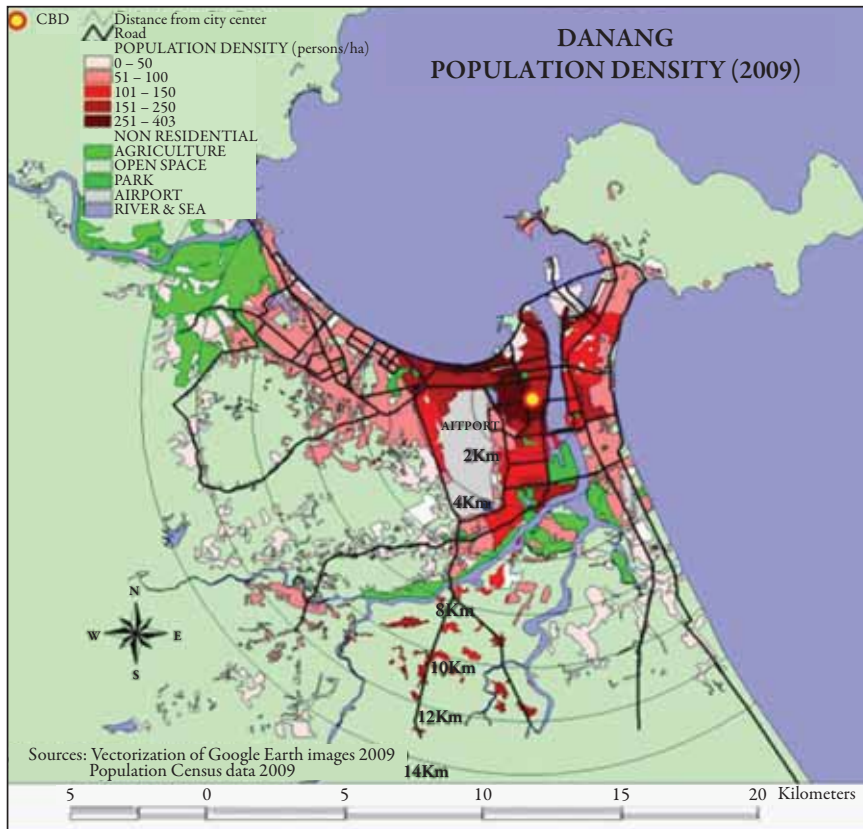 CBD
Distance from city center
Road
POPULATION DENSITY (persons/ha)
0 – 50
51 – 100
101 – 150
151 – 250
251 – 403
NON RESIDENTIAL
AGRICULTURE
OPEN SPACE
PARK
AIRPORT
RIVER & SEA
DANANG
POPULATION DENSITY (2009)
AFFPORT
2Km
4Km
8Km
10Km
12Km
14Km
N
W E
S
Sources: Vectorization of Google Earth images 2009
Population Census data 2009
5 0 5 10 15 20 Kilometers